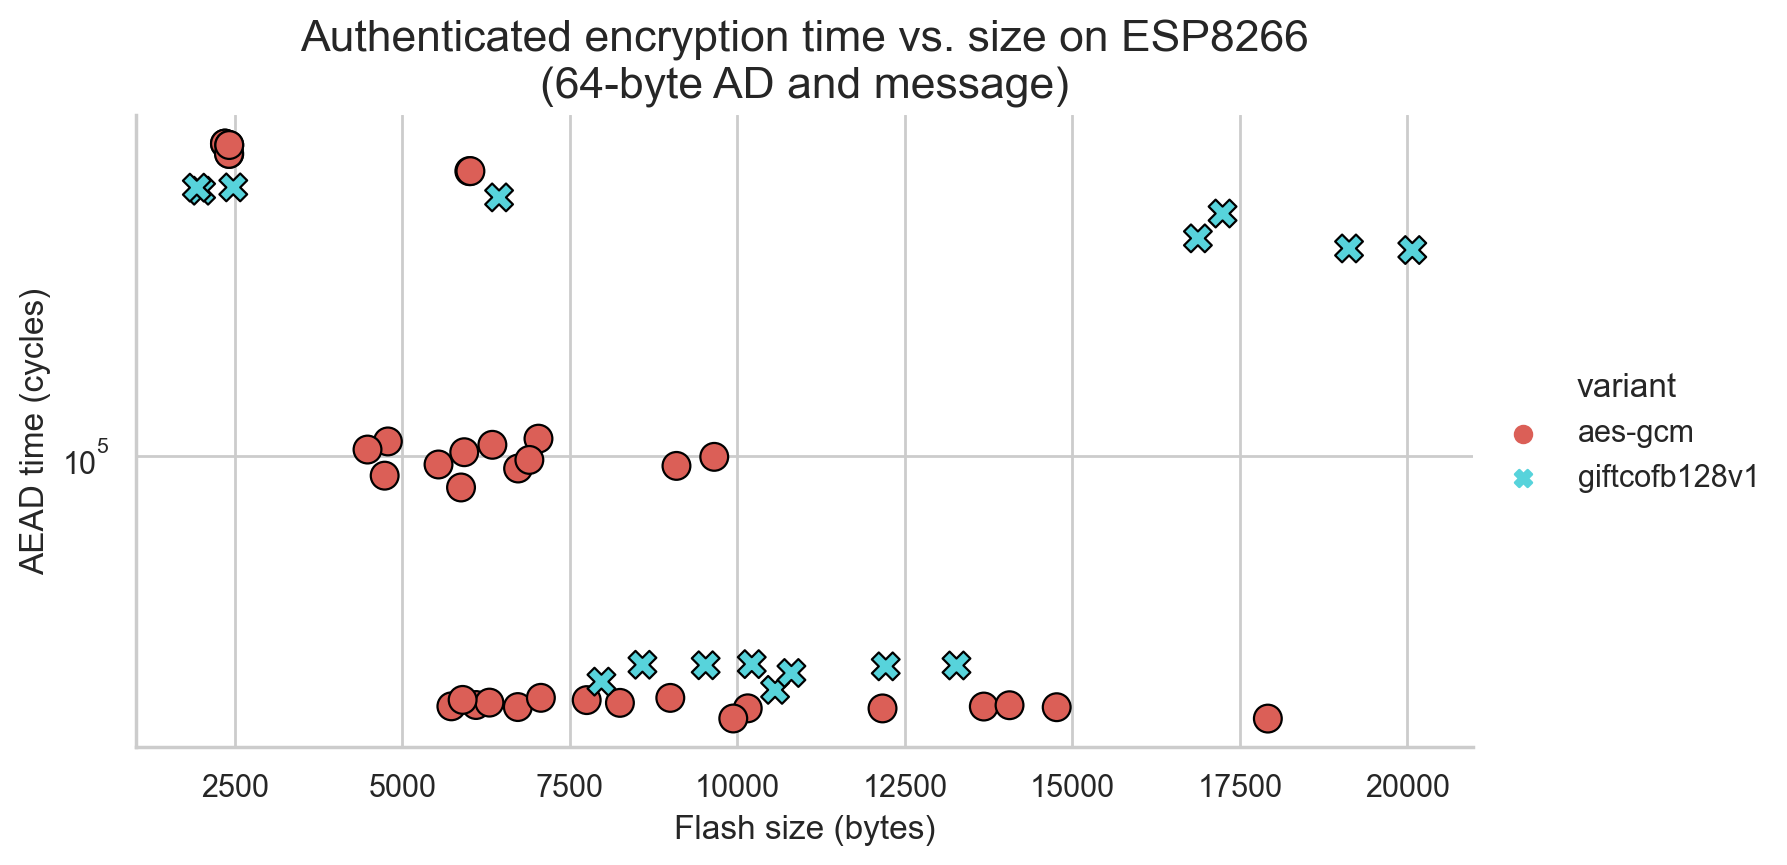 Authenticated encryption time vs. size on ESP8266
(64-byte AD and message)
AEAD time (cycles)
10^5
variant
aes-gcm
giftcofb128v1
2500 5000 7500 10000 12500 15000 17500 20000
Flash size (bytes)